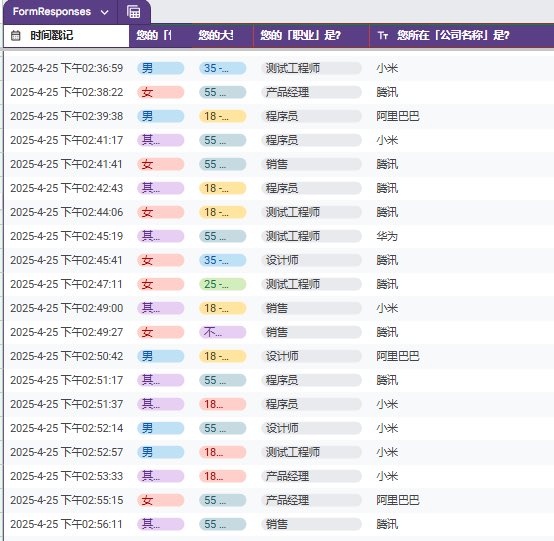 FormResponses
时间戳记 您的「 您的大 您的「职业」是? Tт 您所在「公司名称」是?
2025-4-25 下午02:36:59 男 35 -... 测试工程师 小米
2025-4-25 下午02:38:22 女 55 ... 产品经理 腾讯
2025-4-25 下午02:39:38 男 18 -... 程序员 阿里巴巴
2025-4-25 下午02:41:17 其... 55 ... 程序员 小米
2025-4-25 下午02:41:41 女 55 ... 销售 腾讯
2025-4-25 下午02:42:43 其... 18 -... 程序员 腾讯
2025-4-25 下午02:44:06 女 18 -... 测试工程师 腾讯
2025-4-25 下午02:45:19 其... 55 ... 测试工程师 华为
2025-4-25 下午02:45:41 女 35 -... 设计师 腾讯
2025-4-25 下午02:47:11 女 25 -... 测试工程师 腾讯
2025-4-25 下午02:49:00 其... 18 -... 销售 小米
2025-4-25 下午02:49:27 女 不... 销售 腾讯
2025-4-25 下午02:50:42 男 18 -... 设计师 阿里巴巴
2025-4-25 下午02:51:17 其... 55 ... 程序员 腾讯
2025-4-25 下午02:51:37 其... 18... 程序员 小米
2025-4-25 下午02:52:14 男 55 ... 设计师 小米
2025-4-25 下午02:52:57 男 18... 测试工程师 小米
2025-4-25 下午02:53:33 其... 18... 产品经理 小米
2025-4-25 下午02:55:15 女 55 ... 产品经理 阿里巴巴
2025-4-25 下午02:56:11 其... 55 ... 销售 腾讯